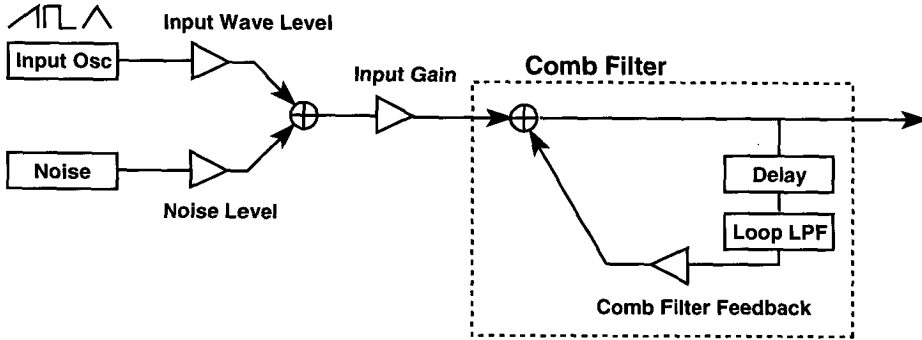 Input Wave Level
Input Osc
Input Gain
Comb Filter
Noise
Noise Level
Delay
Loop LPF
Comb Filter Feedback